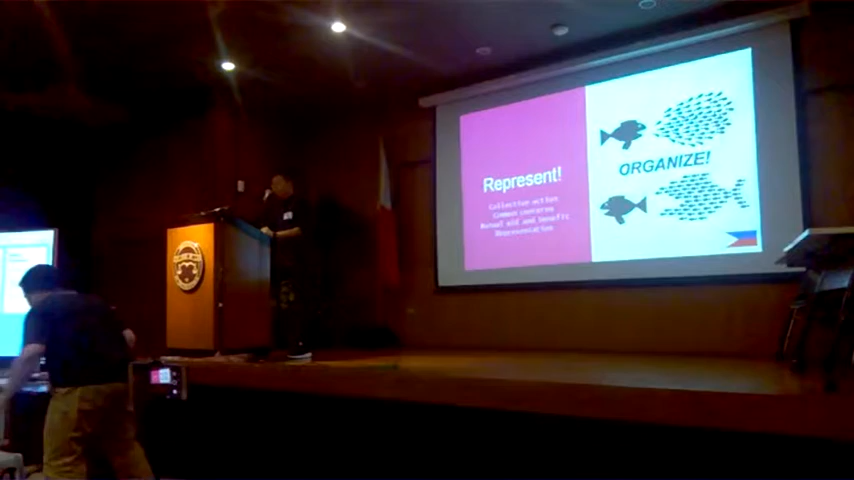 Represent!
Collective action
Common concerns
Mutual aid and benefit
Representation
ORGANIZE!